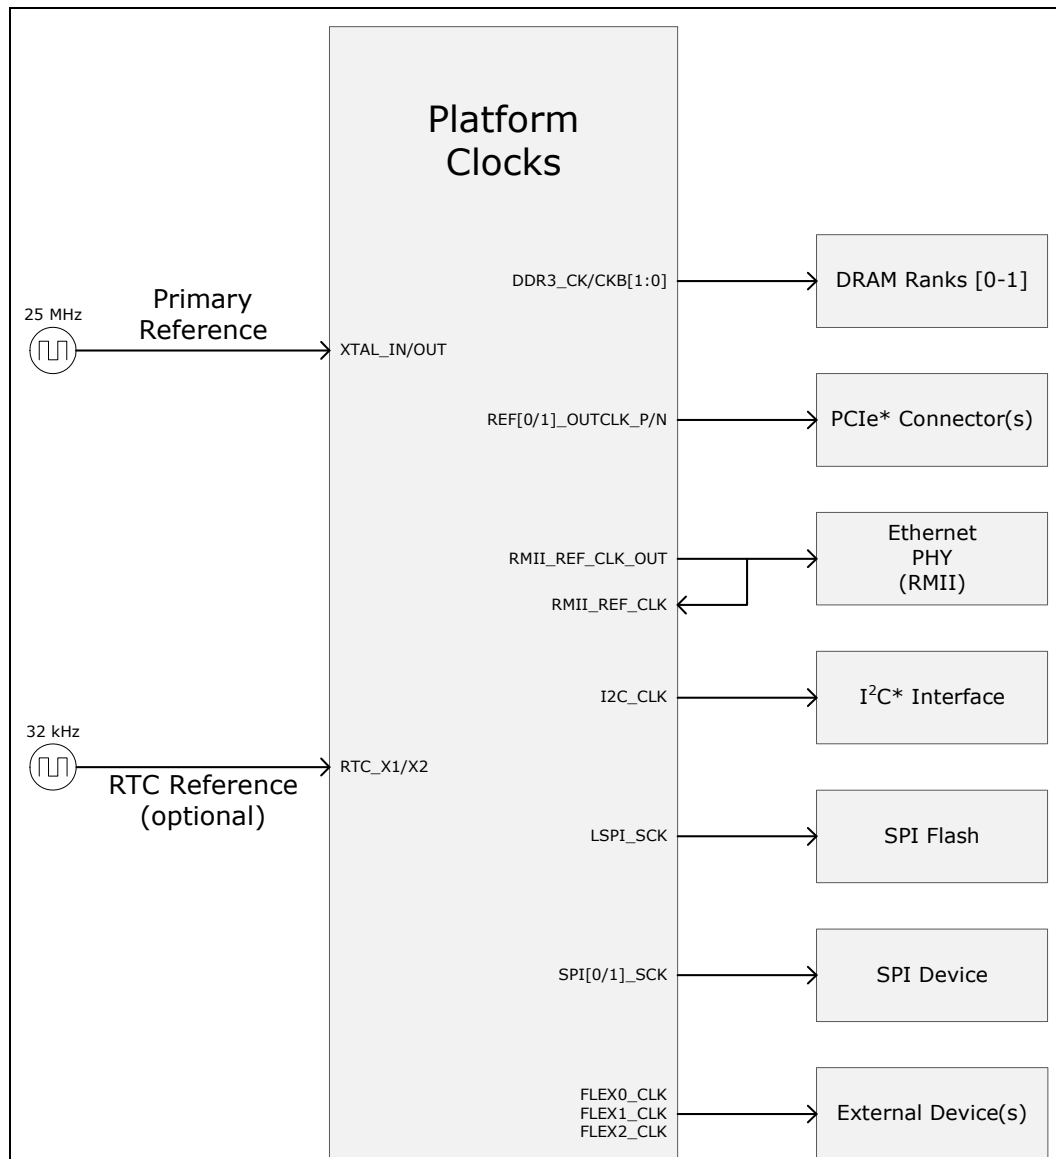 Platform
Clocks
DDR3_CK/CKB[1:0]
DRAM Ranks [0-1]
25 MHz
Primary
Reference
XTAL_IN/OUT
REF[0/1]_OUTCLK_P/N
PCIe* Connector(s)
RMII_REF_CLK_OUT
Ethernet
PHY
(RMII)
RMII_REF_CLK
I2C_CLK
I²C* Interface
32 kHz
RTC Reference
(optional)
RTC_X1/X2
LSPI_SCK
SPI Flash
SPI[0/1]_SCK
SPI Device
FLEX0_CLK
FLEX1_CLK
FLEX2_CLK
External Device(s)